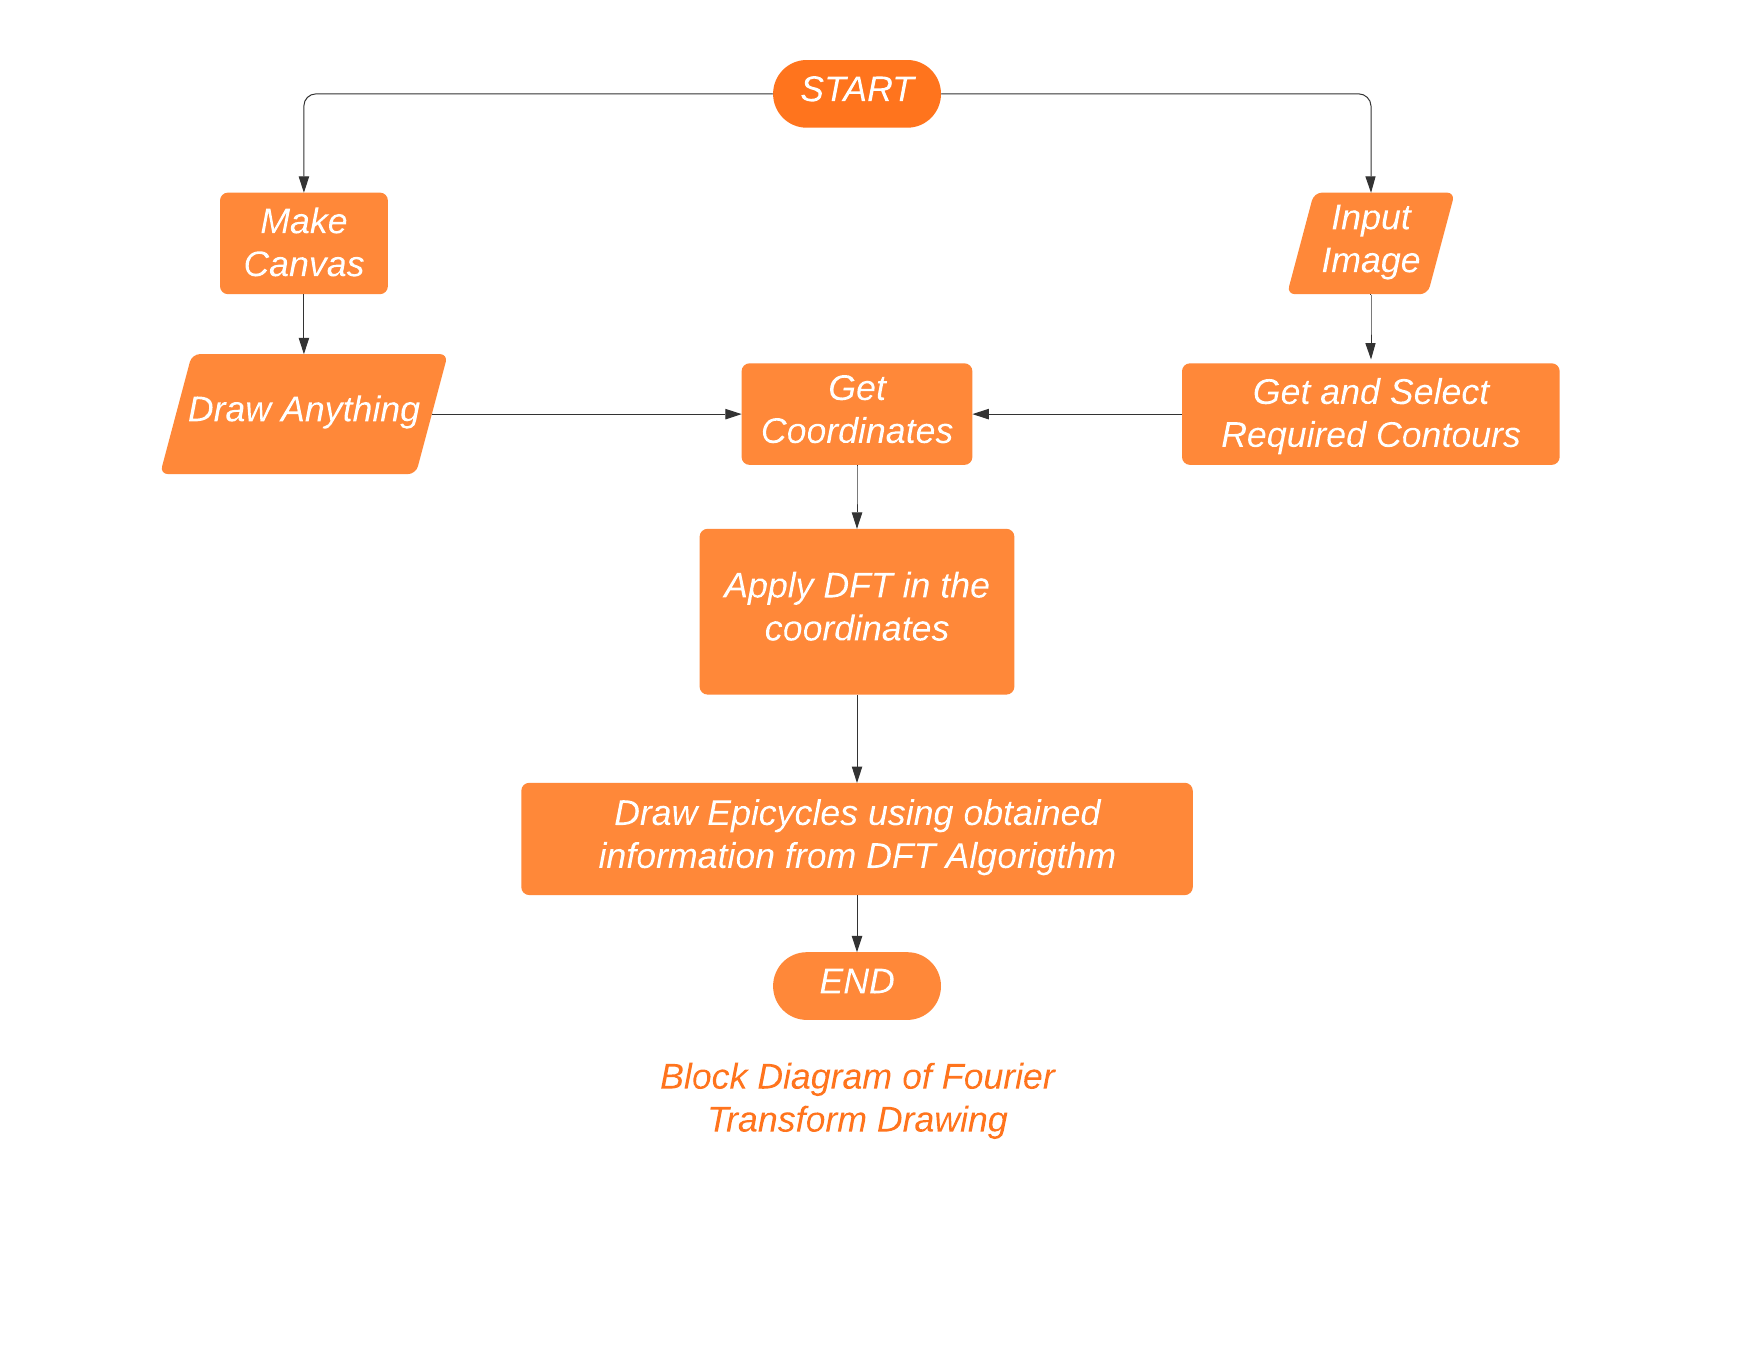 START
Make
Canvas
Input
Image
Draw Anything
Get
Coordinates
Get and Select
Required Contours
Apply DFT in the
coordinates
Draw Epicycles using obtained
information from DFT Algorigthm
END
Block Diagram of Fourier
Transform Drawing